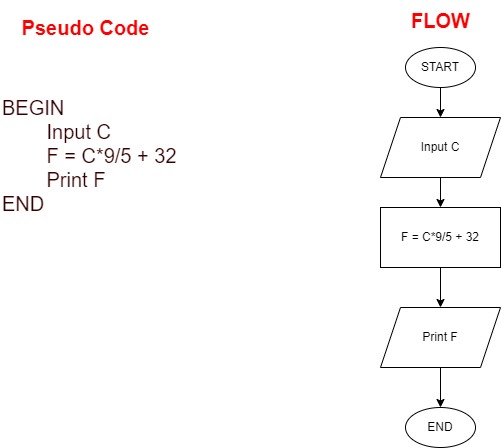 Pseudo Code
BEGIN
Input C
F = C*9/5 + 32
Print F
END
FLOW
START
Input C
F = C*9/5 + 32
Print F
END